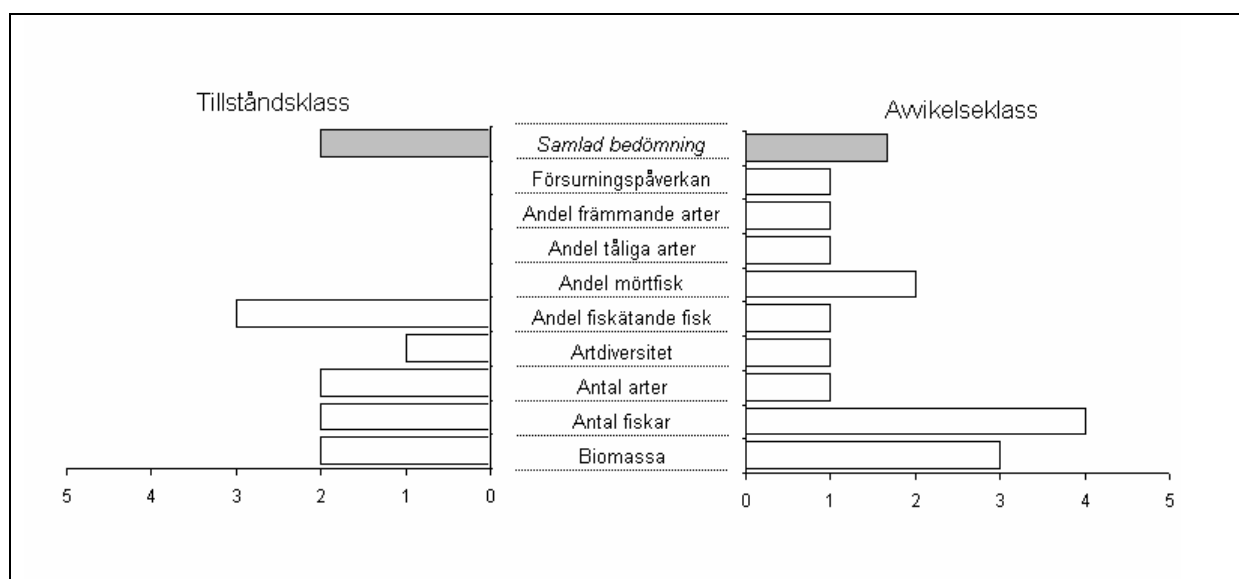 Tillståndsklass
Avvikelseklass
Samlad bedömning
Försurningspåverkan
Andel främmande arter
Andel tåliga arter
Andel mörtfisk
Andel fiskätande fisk
Artdiversitet
Antal arter
Antal fiskar
Biomassa
5 4 3 2 1 0
0 1 2 3 4 5